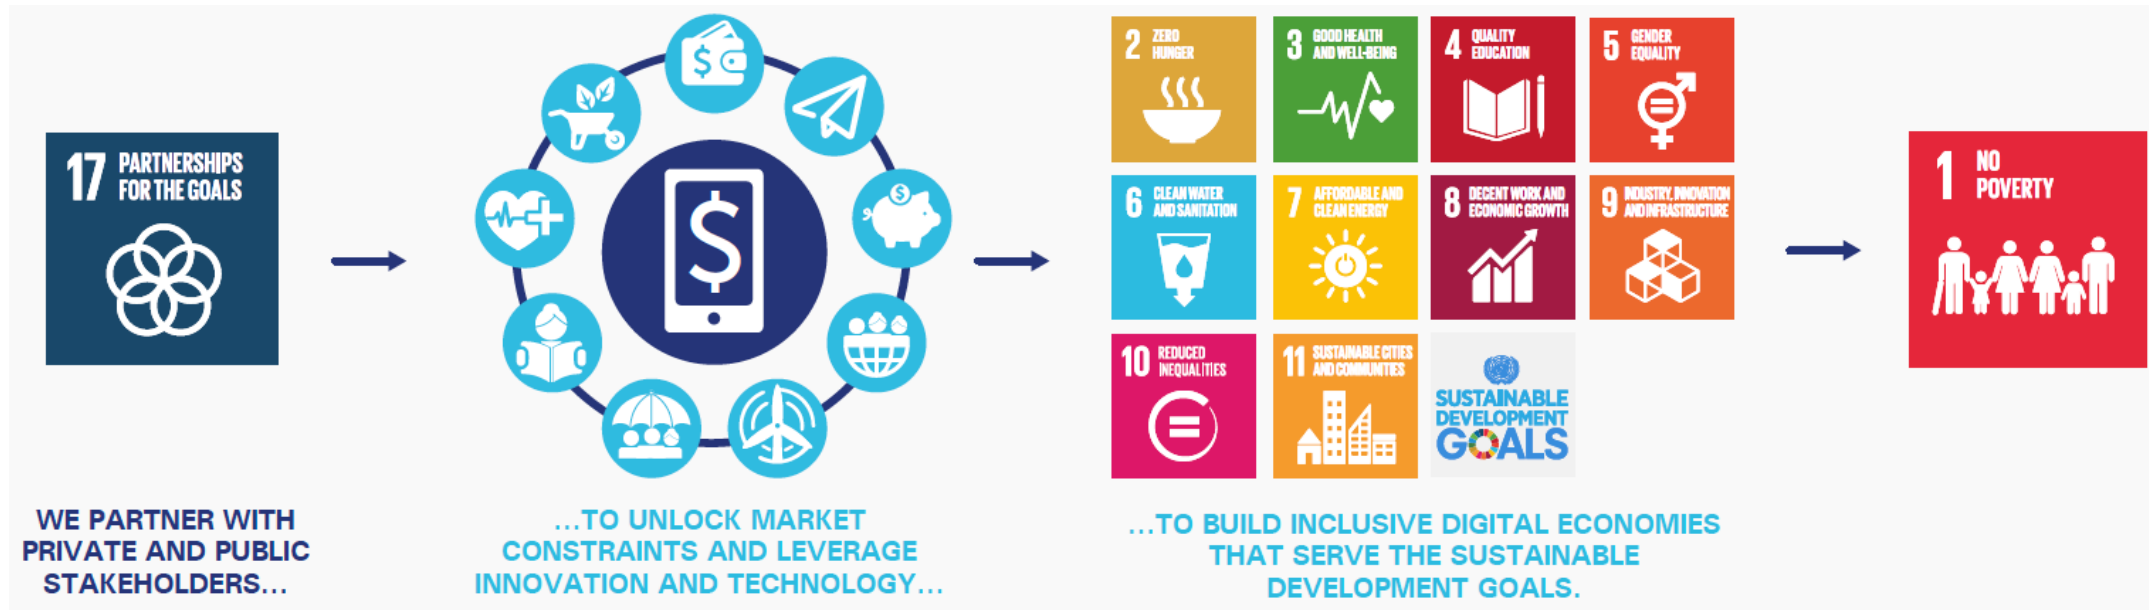 17 PARTNERSHIPS
FOR THE GOALS
$
$
$
WE PARTNER WITH
PRIVATE AND PUBLIC
STAKEHOLDERS...
...TO UNLOCK MARKET
CONSTRAINTS AND LEVERAGE
INNOVATION AND TECHNOLOGY...
2 ZERO
HUNGER
3 GOOD HEALTH
AND WELL-BEING
4 QUALITY
EDUCATION
5 GENDER
EQUALITY
6 CLEAN WATER
AND SANITATION
7 AFFORDABLE AND
CLEAN ENERGY
8 DECENT WORK AND
ECONOMIC GROWTH
9 INDUSTRY, INNOVATION
AND INFRASTRUCTURE
10 REDUCED
INEQUALITIES
11 SUSTAINABLE CITIES
AND COMMUNITIES
SUSTAINABLE
DEVELOPMENT
GOALS
...TO BUILD INCLUSIVE DIGITAL ECONOMIES
THAT SERVE THE SUSTAINABLE
DEVELOPMENT GOALS.
1 NO
POVERTY